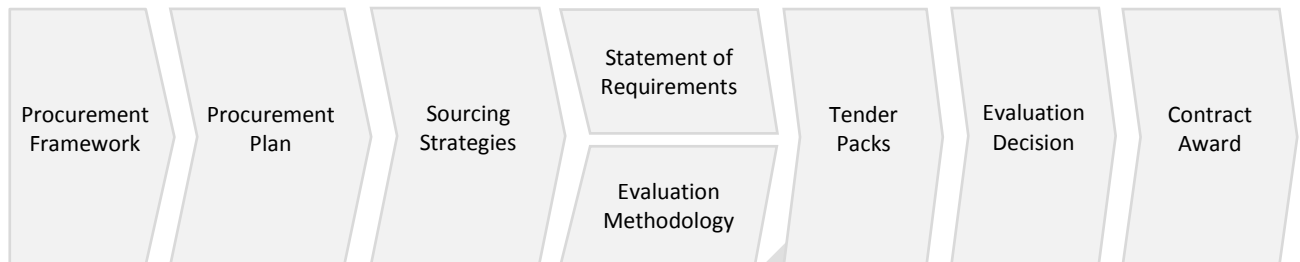 Procurement
Framework
Procurement
Plan
Sourcing
Strategies
Statement of
Requirements
Evaluation
Methodology
Tender
Packs
Evaluation
Decision
Contract
Award